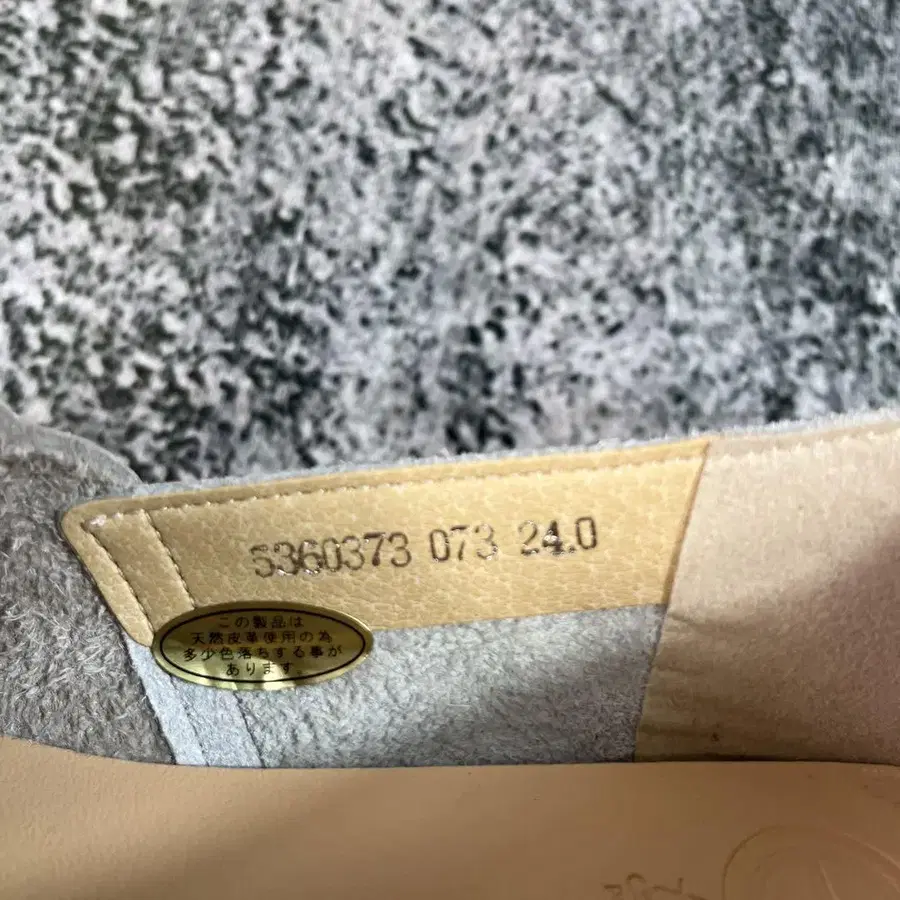 5360373 073 24.0
この製品は
天然皮革使用の為
多少色落ちする事が
あります。